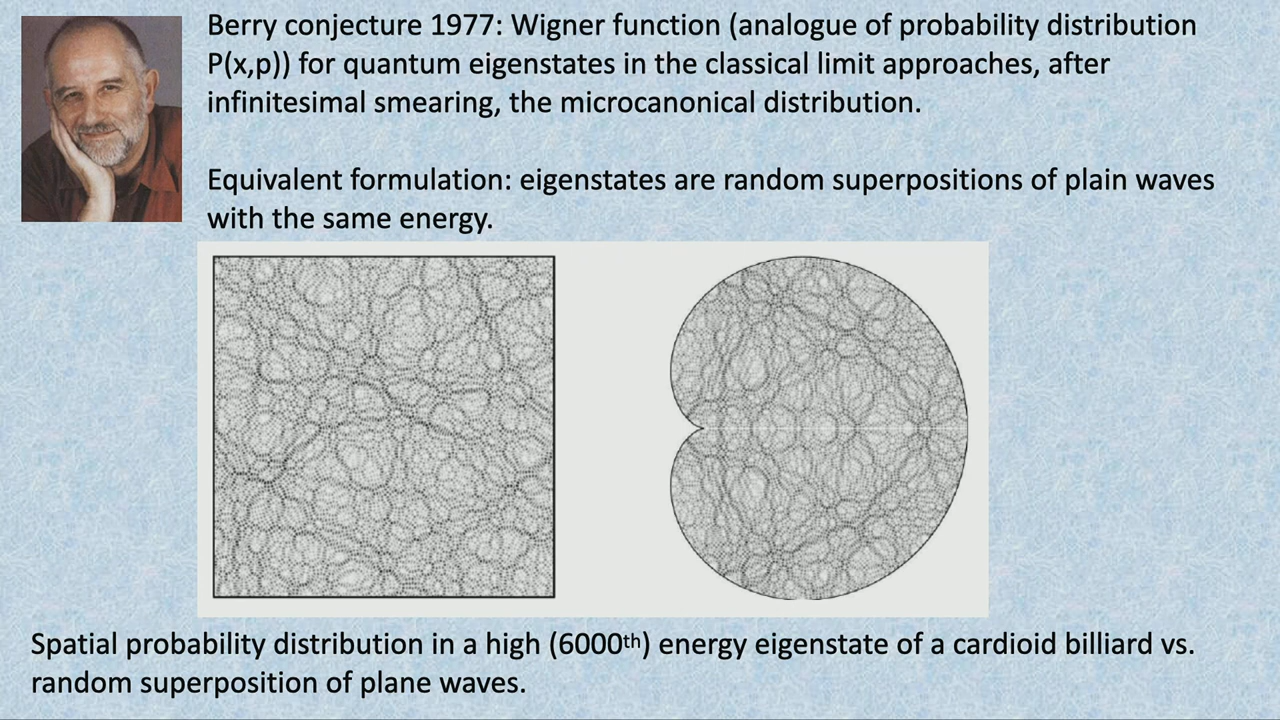 Berry conjecture 1977: Wigner function (analogue of probability distribution
P(x,p)) for quantum eigenstates in the classical limit approaches, after
infinitesimal smearing, the microcanonical distribution.
Equivalent formulation: eigenstates are random superpositions of plain waves
with the same energy.
Spatial probability distribution in a high (6000th) energy eigenstate of a cardioid billiard vs.
random superposition of plane waves.